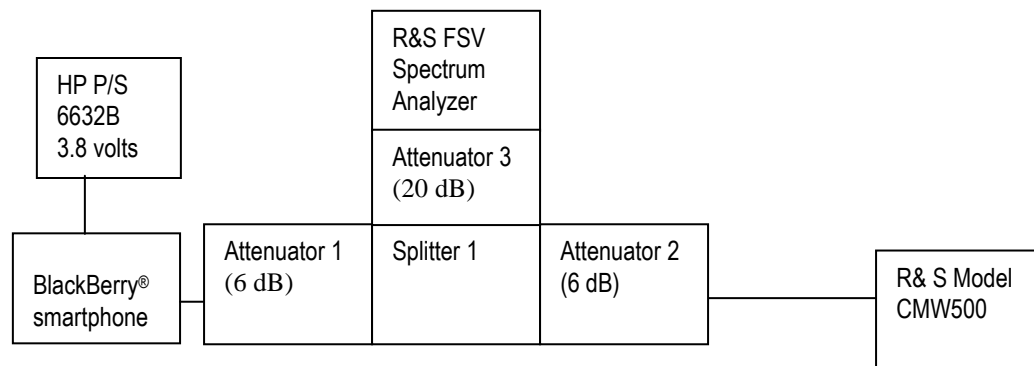 R&S FSV
Spectrum
Analyzer
HP P/S
6632B
3.8 volts
Attenuator 3
(20 dB)
BlackBerry®
smartphone
Attenuator 1
(6 dB)
Splitter 1
Attenuator 2
(6 dB)
R& S Model
CMW500